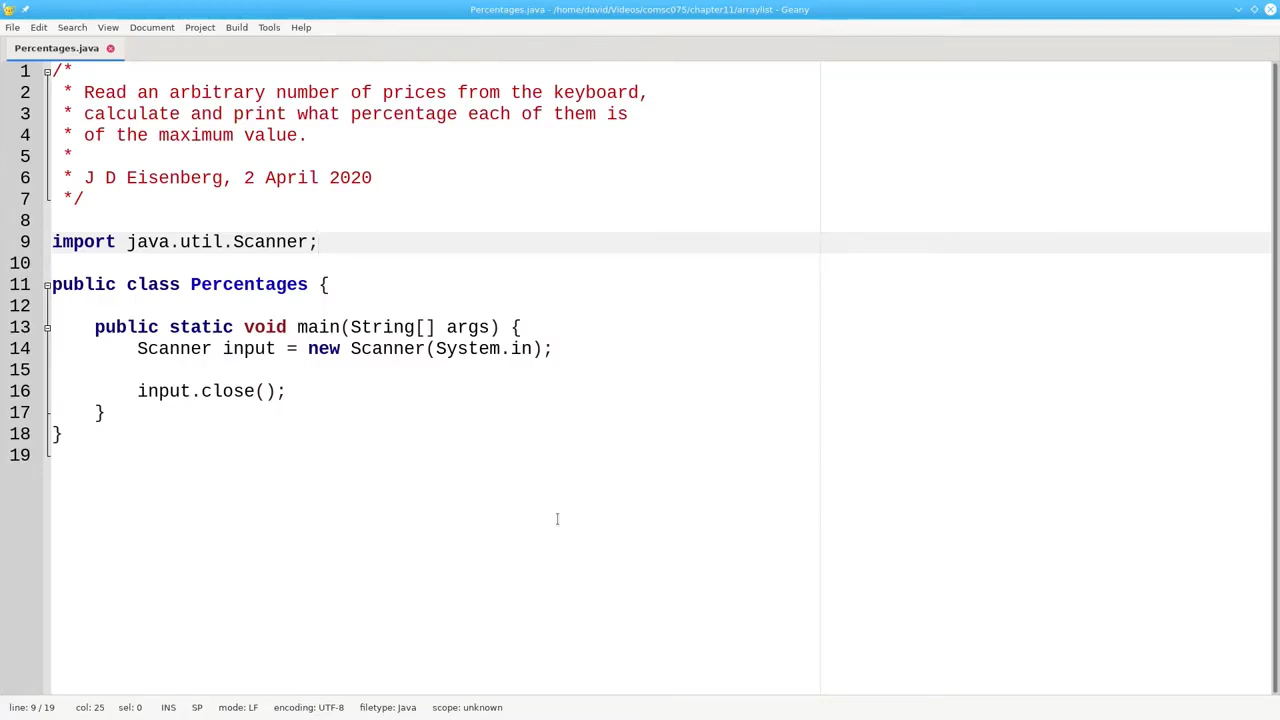 Percentages.java - /home/david/Videos/comsc075/chapter11/arraylist - Geany
File Edit Search View Document Project Build Tools Help
Percentages.java
1 /*
2  * Read an arbitrary number of prices from the keyboard,
3  * calculate and print what percentage each of them is
4  * of the maximum value.
5  *
6  * J D Eisenberg, 2 April 2020
7  */
8
9 import java.util.Scanner;
10
11 public class Percentages {
12
13     public static void main(String[] args) {
14         Scanner input = new Scanner(System.in);
15
16         input.close();
17     }
18 }
19
line: 9 / 19 col: 25 sel: 0 INS SP mode: LF encoding: UTF-8 filetype: Java scope: unknown